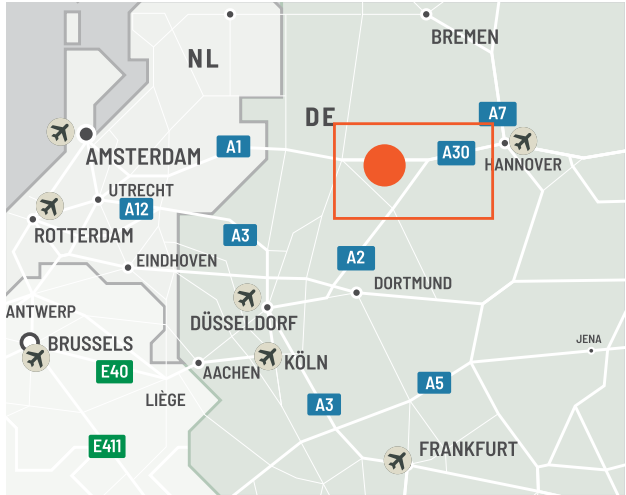 BREMEN
NL
DE
A7
AMSTERDAM
A1
A30
HANNOVER
UTRECHT
A12
ROTTERDAM
A3
EINDHOVEN
A2
DORTMUND
ANTWERP
DÜSSELDORF
BRUSSELS
JENA
KÖLN
E40
AACHEN
A5
LIÈGE
A3
E411
FRANKFURT